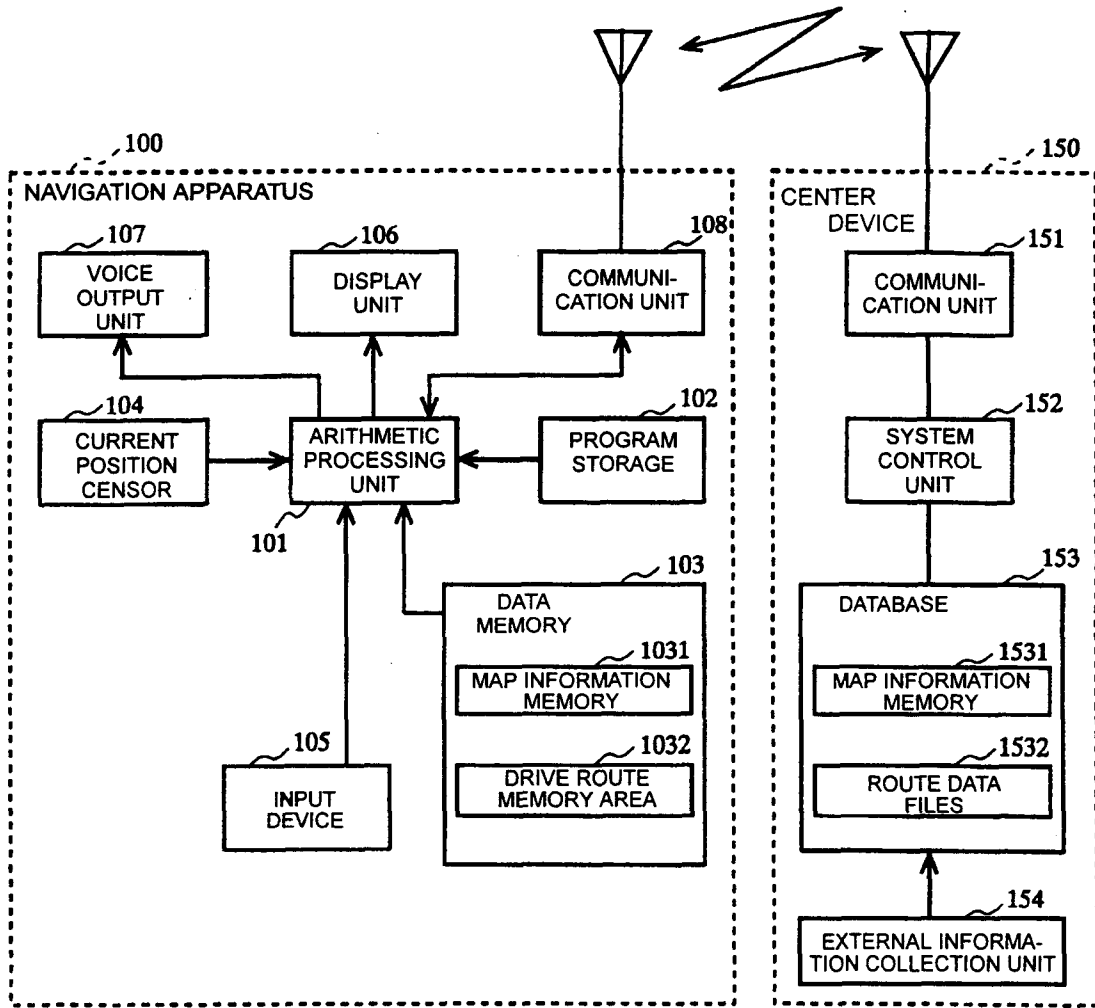 100
150
NAVIGATION APPARATUS
CENTER
DEVICE
107
106
108
151
VOICE
OUTPUT
UNIT
DISPLAY
UNIT
COMMUNI-
CATION UNIT
COMMUNI-
CATION UNIT
104
102
152
CURRENT
POSITION
CENSOR
ARITHMETIC
PROCESSING
UNIT
PROGRAM
STORAGE
SYSTEM
CONTROL
UNIT
101
103
153
DATA
MEMORY
DATABASE
1031
1531
MAP INFORMATION
MEMORY
MAP INFORMATION
MEMORY
105
1032
1532
INPUT
DEVICE
DRIVE ROUTE
MEMORY AREA
ROUTE DATA
FILES
154
EXTERNAL INFORMA-
TION COLLECTION UNIT